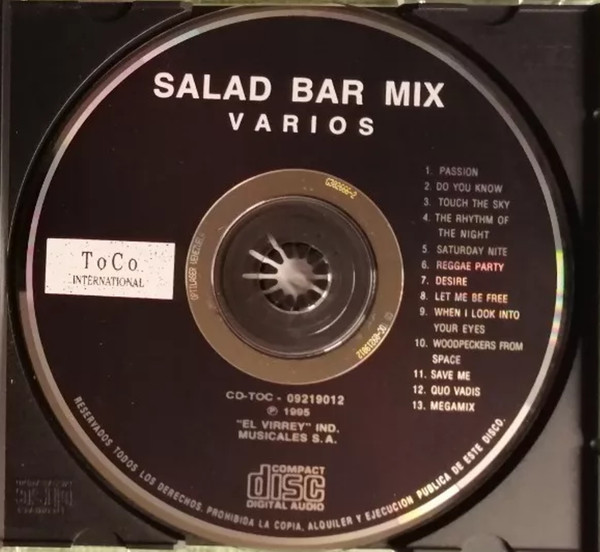 SALAD BAR MIX
VARIOS
ToCo
INTERNATIONAL
1. PASSION
2. DO YOU KNOW
3. TOUCH THE SKY
4. THE RHYTHM OF
THE NIGHT
5. SATURDAY NITE
6. REGGAE PARTY
7. DESIRE
8. LET ME BE FREE
9. WHEN I LOOK INTO
YOUR EYES
10. WOODPECKERS FROM
SPACE
11. SAVE ME
12. QUO VADIS
13. MEGAMIX
CD-TOC - 09219012
℗ 1995
"EL VIRREY" IND.
MUSICALES S.A.
COMPACT
disc
DIGITAL AUDIO
RESERVADOS TODOS LOS DERECHOS. PROHIBIDA LA COPIA, ALQUILER Y EJECUCION PUBLICA DE ESTE DISCO.